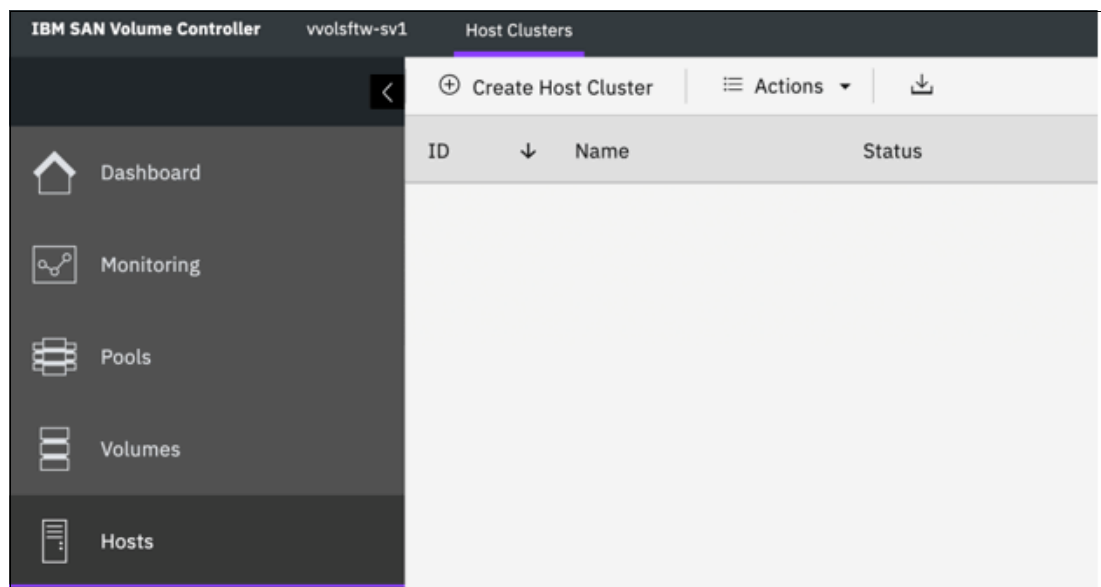 IBM SAN Volume Controller vvolsftw-sv1 Host Clusters
Create Host Cluster Actions
ID Name Status
Dashboard
Monitoring
Pools
Volumes
Hosts